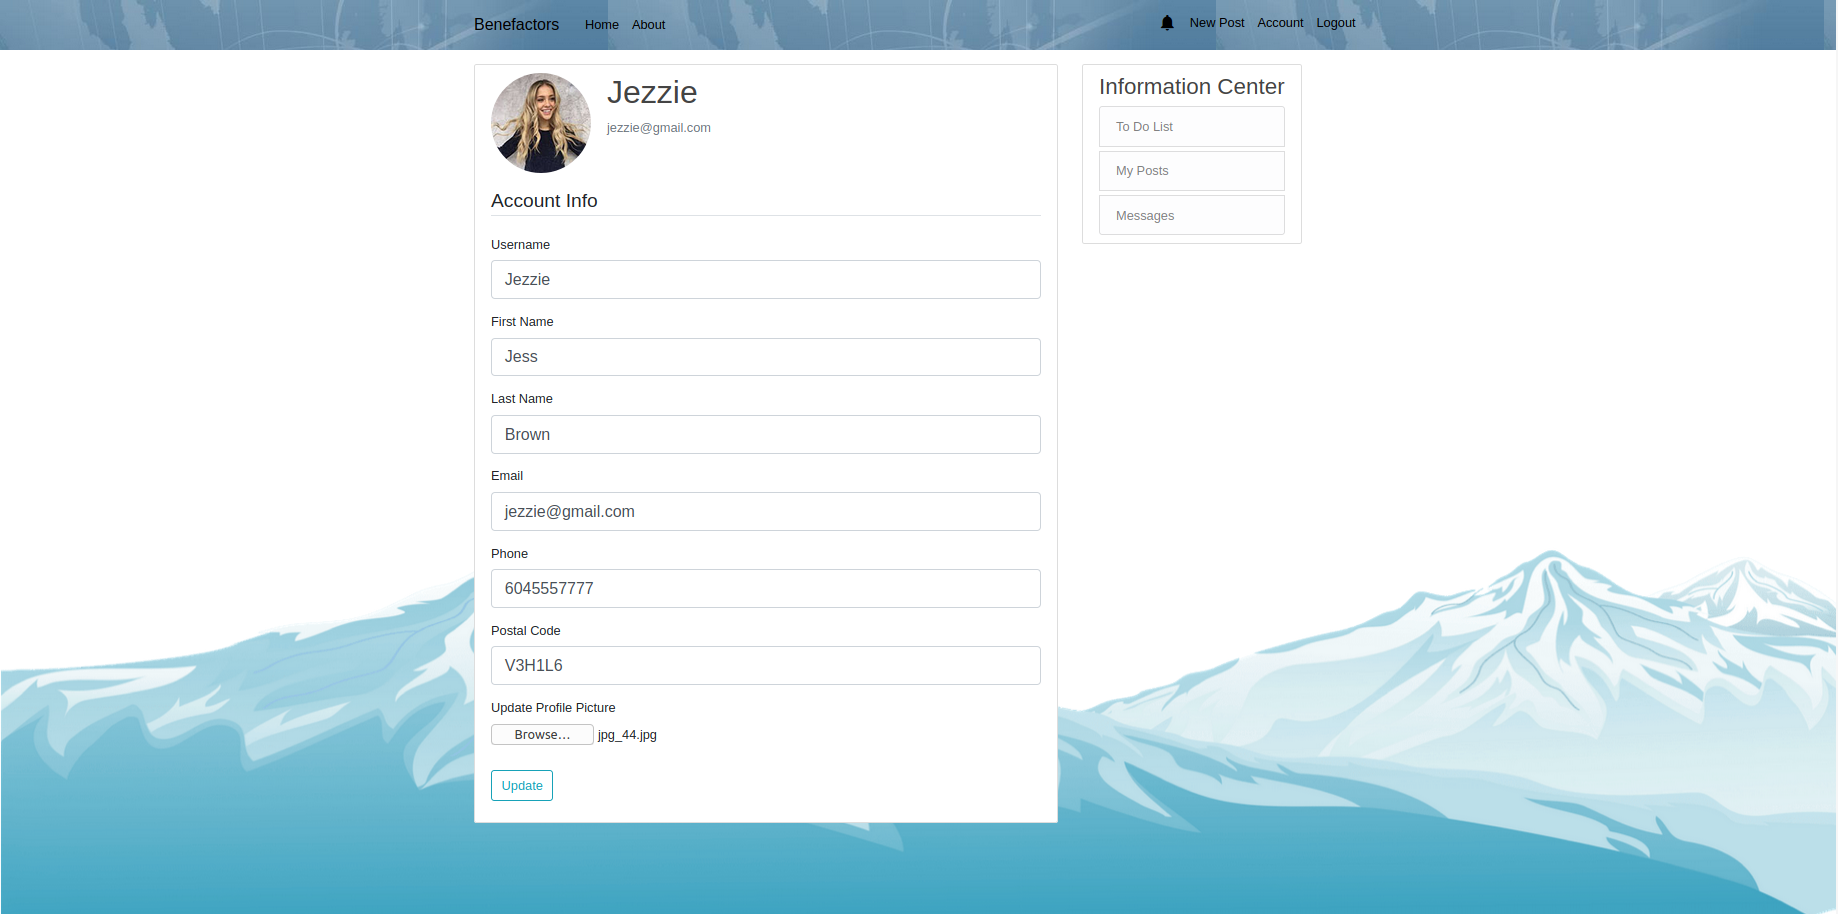 Benefactors Home About New Post Account Logout
Jezzie
jezzie@gmail.com
Account Info
Username
Jezzie
First Name
Jess
Last Name
Brown
Email
jezzie@gmail.com
Phone
6045557777
Postal Code
V3H1L6
Update Profile Picture
Browse... jpg_44.jpg
Update
Information Center
To Do List
My Posts
Messages